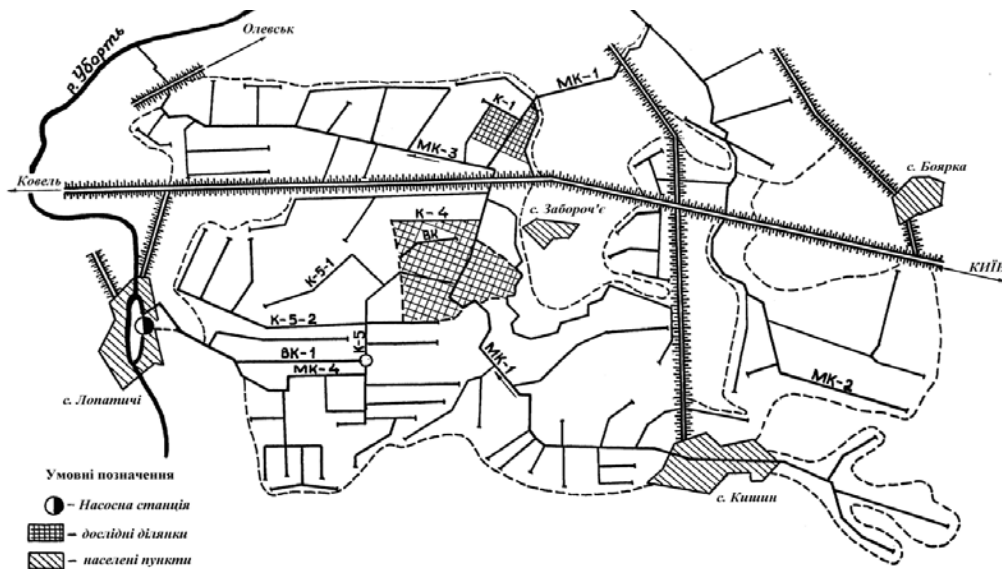 р. Уборть
Олевськ
МК-1
К-1
МК-3
Ковель
с. Боярка
К-4
с. Забороч'є
ВК
КИЇВ
К-5-1
К-5-2
К-5
ВК-1
МК-4
МК-1
МК-2
с. Лопатичі
с. Кишин
Умовні позначення
– Насосна станція
– дослідні ділянки
– населені пункти